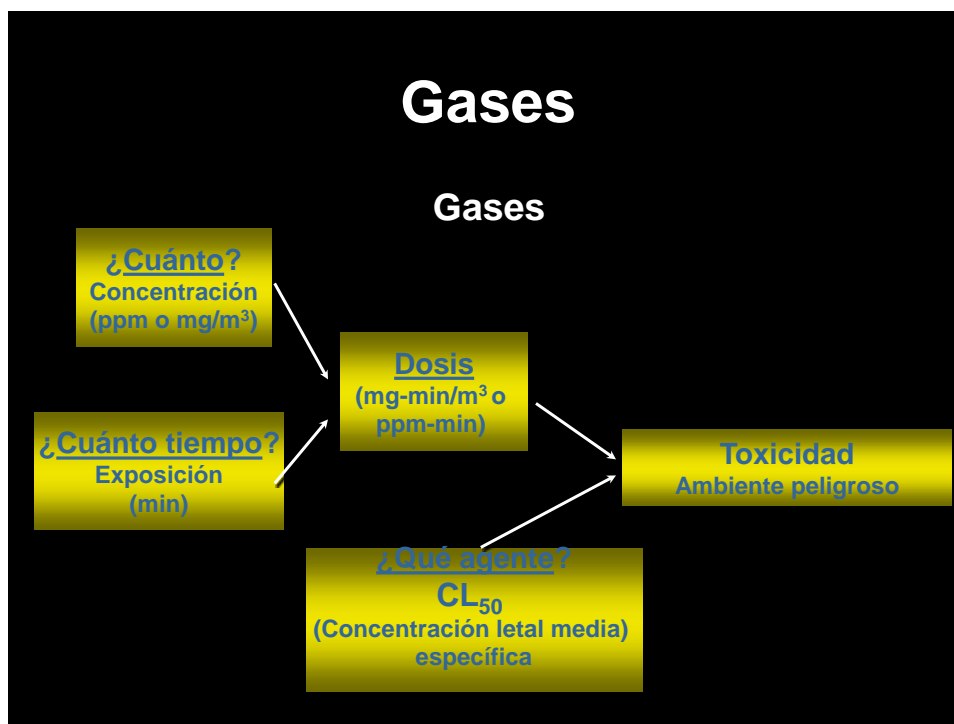 Gases
Gases
¿Cuánto?
Concentración
(ppm o mg/m³)
¿Cuánto tiempo?
Exposición
(min)
Dosis
(mg-min/m³ o
ppm-min)
¿Qué agente?
CL₅₀
(Concentración letal media)
específica
Toxicidad
Ambiente peligroso